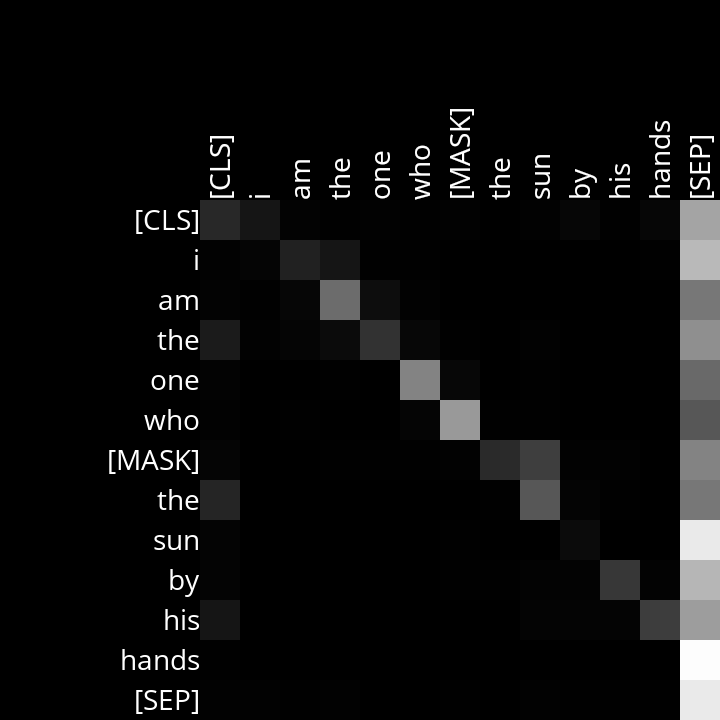 [CLS] i am the one who [MASK] the sun by his hands [SEP]
[CLS]
i
am
the
one
who
[MASK]
the
sun
by
his
hands
[SEP]